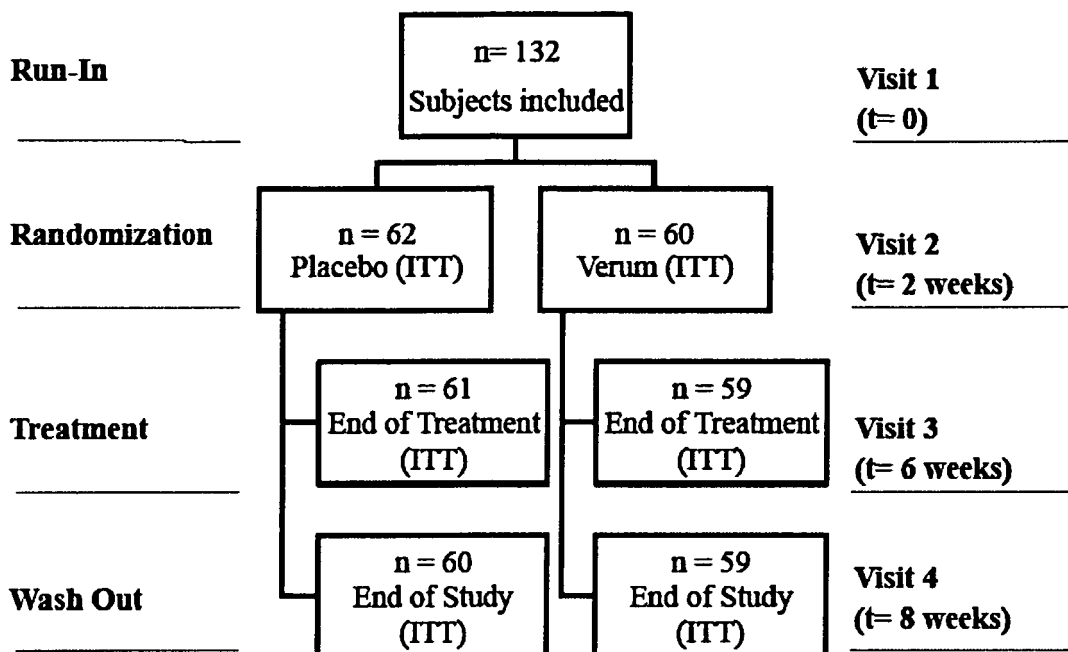 Run-In
n= 132
Subjects included
Visit 1
(t= 0)
Randomization
n = 62
Placebo (ITT)
n = 60
Verum (ITT)
Visit 2
(t= 2 weeks)
Treatment
n = 61
End of Treatment
(ITT)
n = 59
End of Treatment
(ITT)
Visit 3
(t= 6 weeks)
Wash Out
n = 60
End of Study
(ITT)
n = 59
End of Study
(ITT)
Visit 4
(t= 8 weeks)